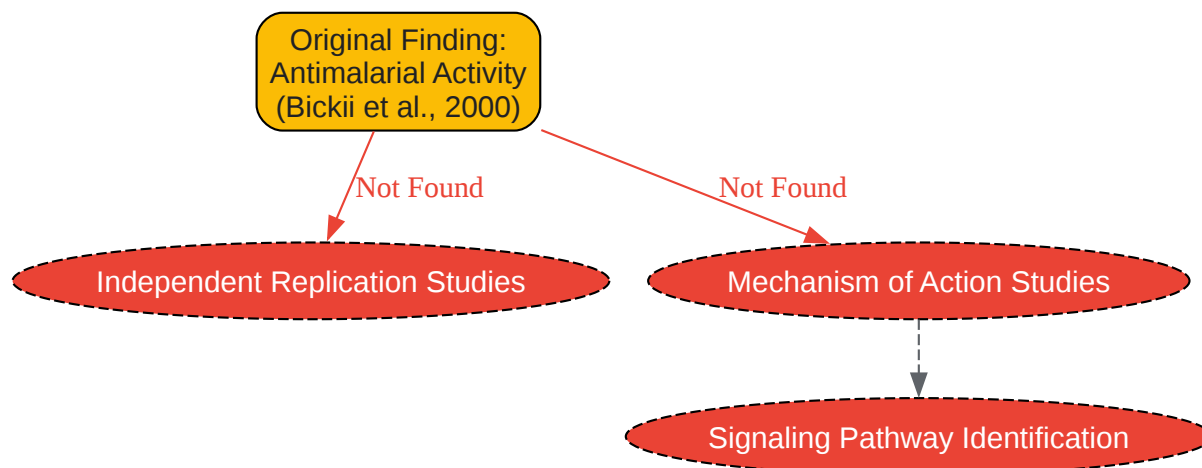 Original Finding:
Antimalarial Activity
(Bickii et al., 2000)
Not Found
Not Found
Independent Replication Studies
Mechanism of Action Studies
Signaling Pathway Identification